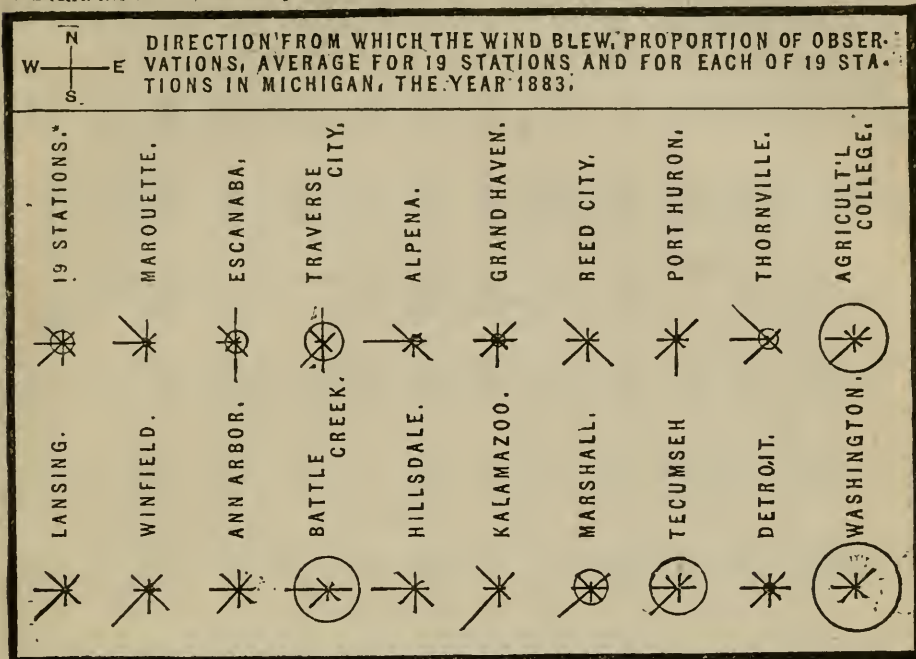 N
W E
S
DIRECTION FROM WHICH THE WIND BLEW, PROPORTION OF OBSER-
VATIONS, AVERAGE FOR 19 STATIONS AND FOR EACH OF 19 STA-
TIONS IN MICHIGAN, THE YEAR 1883.
19 STATIONS.*
MARQUETTE.
ESCANABA.
TRAVERSE
CITY.
ALPENA.
GRAND HAVEN.
REED CITY.
PORT HURON.
THORNVILLE.
AGRICULT'L
COLLEGE.
LANSING.
WINFIELD.
ANN ARBOR.
BATTLE
CREEK.
HILLSDALE.
KALAMAZOO.
MARSHALL.
TECUMSEH
DETROIT.
WASHINGTON.